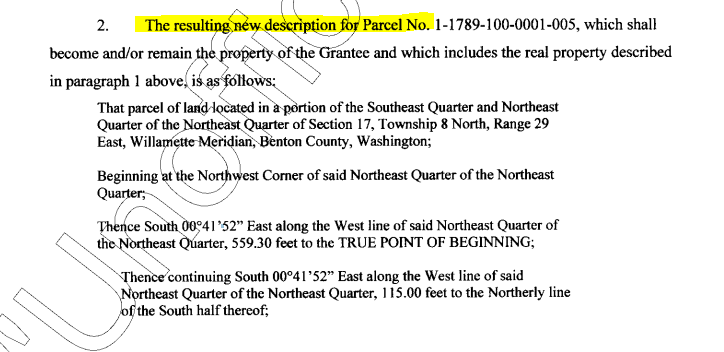 2. The resulting new description for Parcel No. 1-1789-100-0001-005, which shall
become and/or remain the property of the Grantee and which includes the real property described
in paragraph 1 above, is as follows:
That parcel of land located in a portion of the Southeast Quarter and Northeast
Quarter of the Northeast Quarter of Section 17, Township 8 North, Range 29
East, Willamette Meridian, Benton County, Washington;
Beginning at the Northwest Corner of said Northeast Quarter of the Northeast
Quarter;
Thence South 00°41’52” East along the West line of said Northeast Quarter of
the Northeast Quarter, 559.30 feet to the TRUE POINT OF BEGINNING;
Thence continuing South 00°41’52” East along the West line of said
Northeast Quarter of the Northeast Quarter, 115.00 feet to the Northerly line
of the South half thereof;
Unoffic